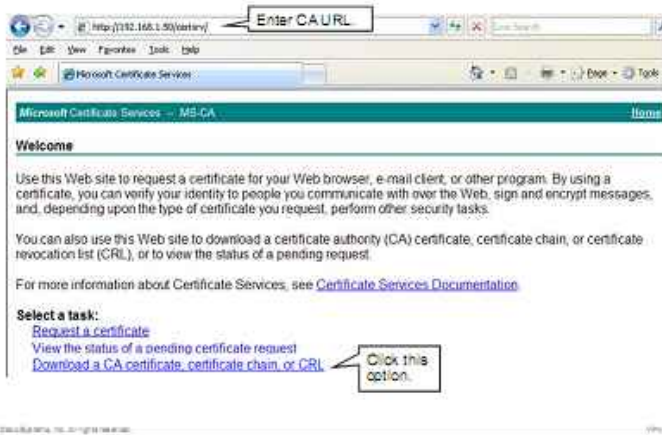 http://192.168.1.50/certsrv/
Enter CA URL.
Live Search
File Edit View Favorites Tools Help
Microsoft Certificate Services
Page
Tools
Microsoft Certificate Services -- MS-CA
Home
Welcome
Use this Web site to request a certificate for your Web browser, e-mail client, or other program. By using a
certificate, you can verify your identity to people you communicate with over the Web, sign and encrypt messages,
and, depending upon the type of certificate you request, perform other security tasks.
You can also use this Web site to download a certificate authority (CA) certificate, certificate chain, or certificate
revocation list (CRL), or to view the status of a pending request.
For more information about Certificate Services, see Certificate Services Documentation.
Select a task:
Request a certificate
View the status of a pending certificate request
Download a CA certificate, certificate chain, or CRL
Click this
option.